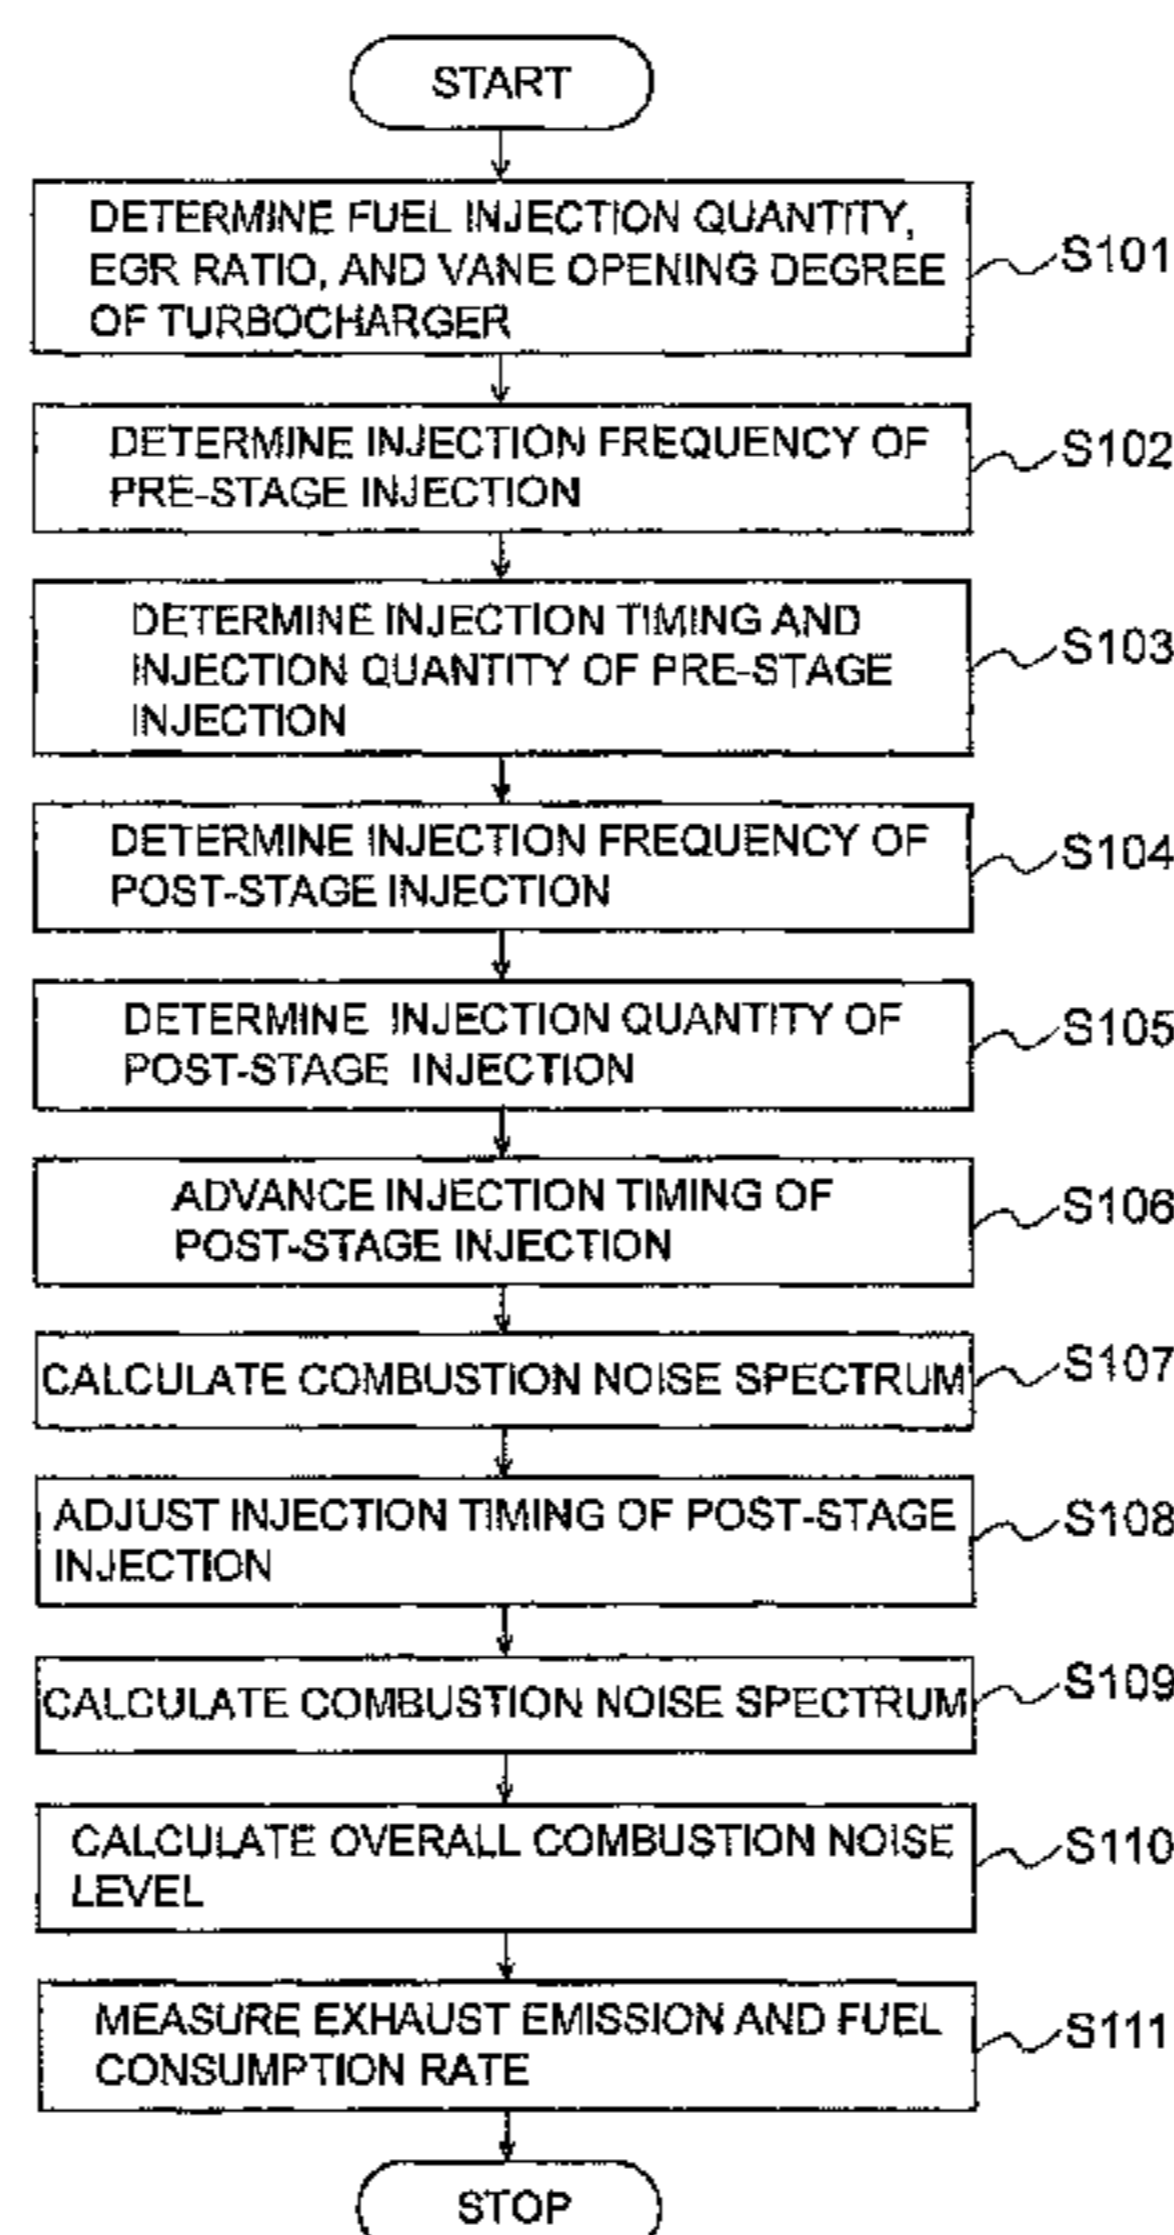 START
DETERMINE FUEL INJECTION QUANTITY,
EGR RATIO, AND VANE OPENING DEGREE
OF TURBOCHARGER
S101
DETERMINE INJECTION FREQUENCY OF
PRE-STAGE INJECTION
S102
DETERMINE INJECTION TIMING AND
INJECTION QUANTITY OF PRE-STAGE
INJECTION
S103
DETERMINE INJECTION FREQUENCY OF
POST-STAGE INJECTION
S104
DETERMINE INJECTION QUANTITY OF
POST-STAGE INJECTION
S105
ADVANCE INJECTION TIMING OF
POST-STAGE INJECTION
S106
CALCULATE COMBUSTION NOISE SPECTRUM
S107
ADJUST INJECTION TIMING OF POST-STAGE
INJECTION
S108
CALCULATE COMBUSTION NOISE SPECTRUM
S109
CALCULATE OVERALL COMBUSTION NOISE
LEVEL
S110
MEASURE EXHAUST EMISSION AND FUEL
CONSUMPTION RATE
S111
STOP